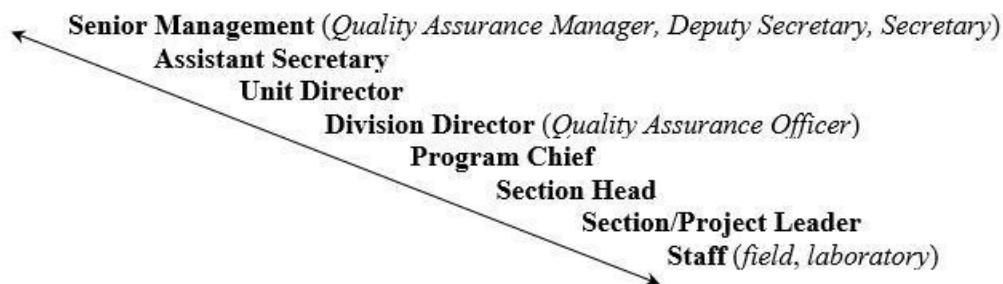 Senior Management (Quality Assurance Manager, Deputy Secretary, Secretary)
Assistant Secretary
Unit Director
Division Director (Quality Assurance Officer)
Program Chief
Section Head
Section/Project Leader
Staff (field, laboratory)